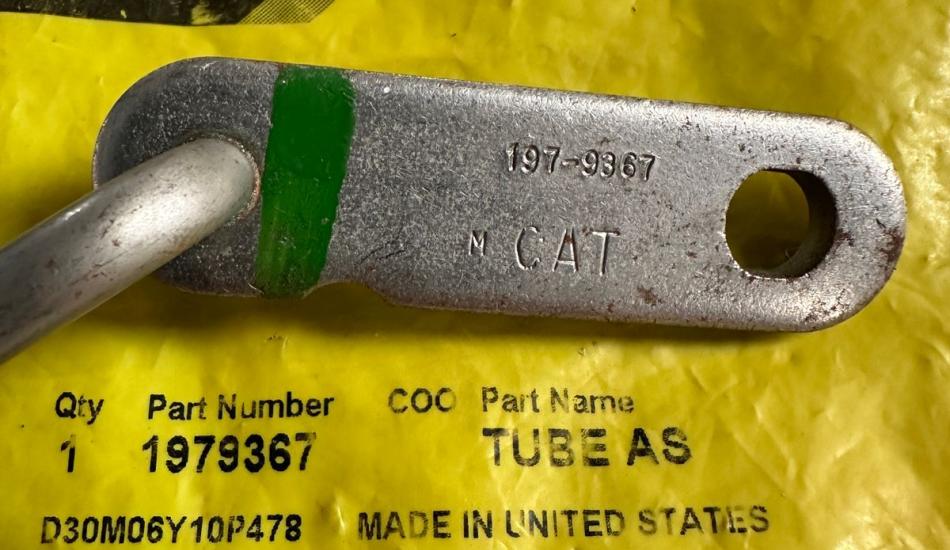 197-9367
M CAT
Qty Part Number COO Part Name
1 1979367 TUBE AS
D30M06Y10P478 MADE IN UNITED STATES